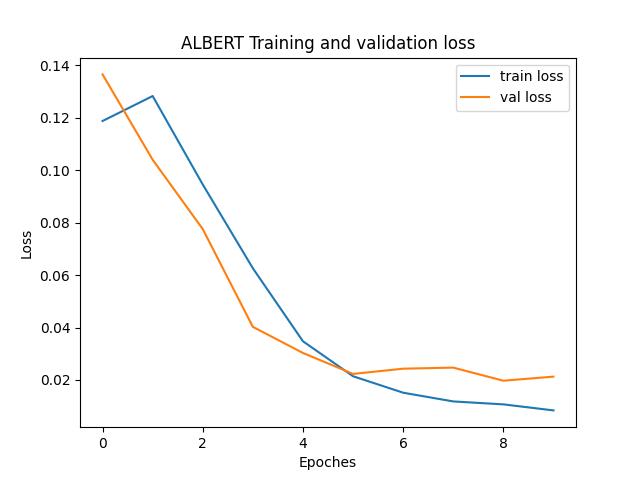 ALBERT Training and validation loss
train loss
val loss
0.14
0.12
0.10
0.08
0.06
0.04
0.02
Loss
0 2 4 6 8
Epoches